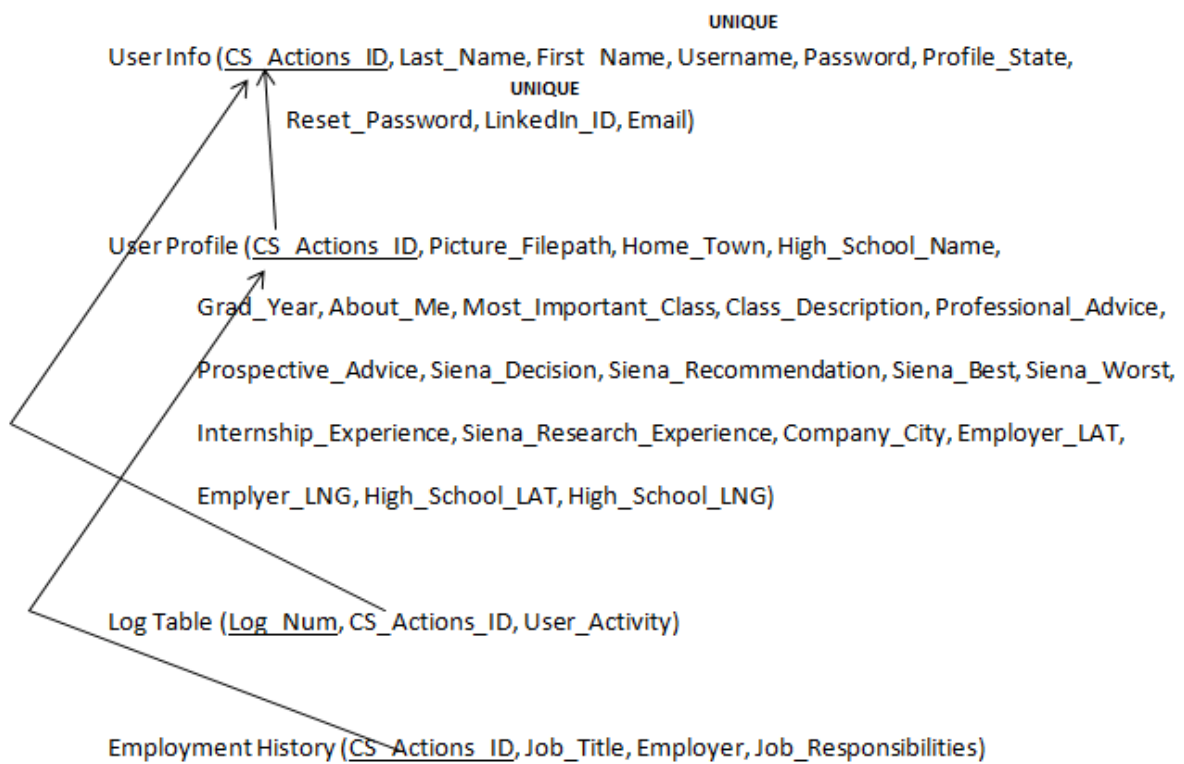 UNIQUE
User Info (CS_Actions_ID, Last_Name, First_Name, Username, Password, Profile_State,
UNIQUE
Reset_Password, LinkedIn_ID, Email)
User Profile (CS_Actions_ID, Picture_Filepath, Home_Town, High_School_Name,
Grad_Year, About_Me, Most_Important_Class, Class_Description, Professional_Advice,
Prospective_Advice, Siena_Decision, Siena_Recommendation, Siena_Best, Siena_Worst,
Internship_Experience, Siena_Research_Experience, Company_City, Employer_LAT,
Emplyer_LNG, High_School_LAT, High_School_LNG)
Log Table (Log_Num, CS_Actions_ID, User_Activity)
Employment History (CS_Actions_ID, Job_Title, Employer, Job_Responsibilities)